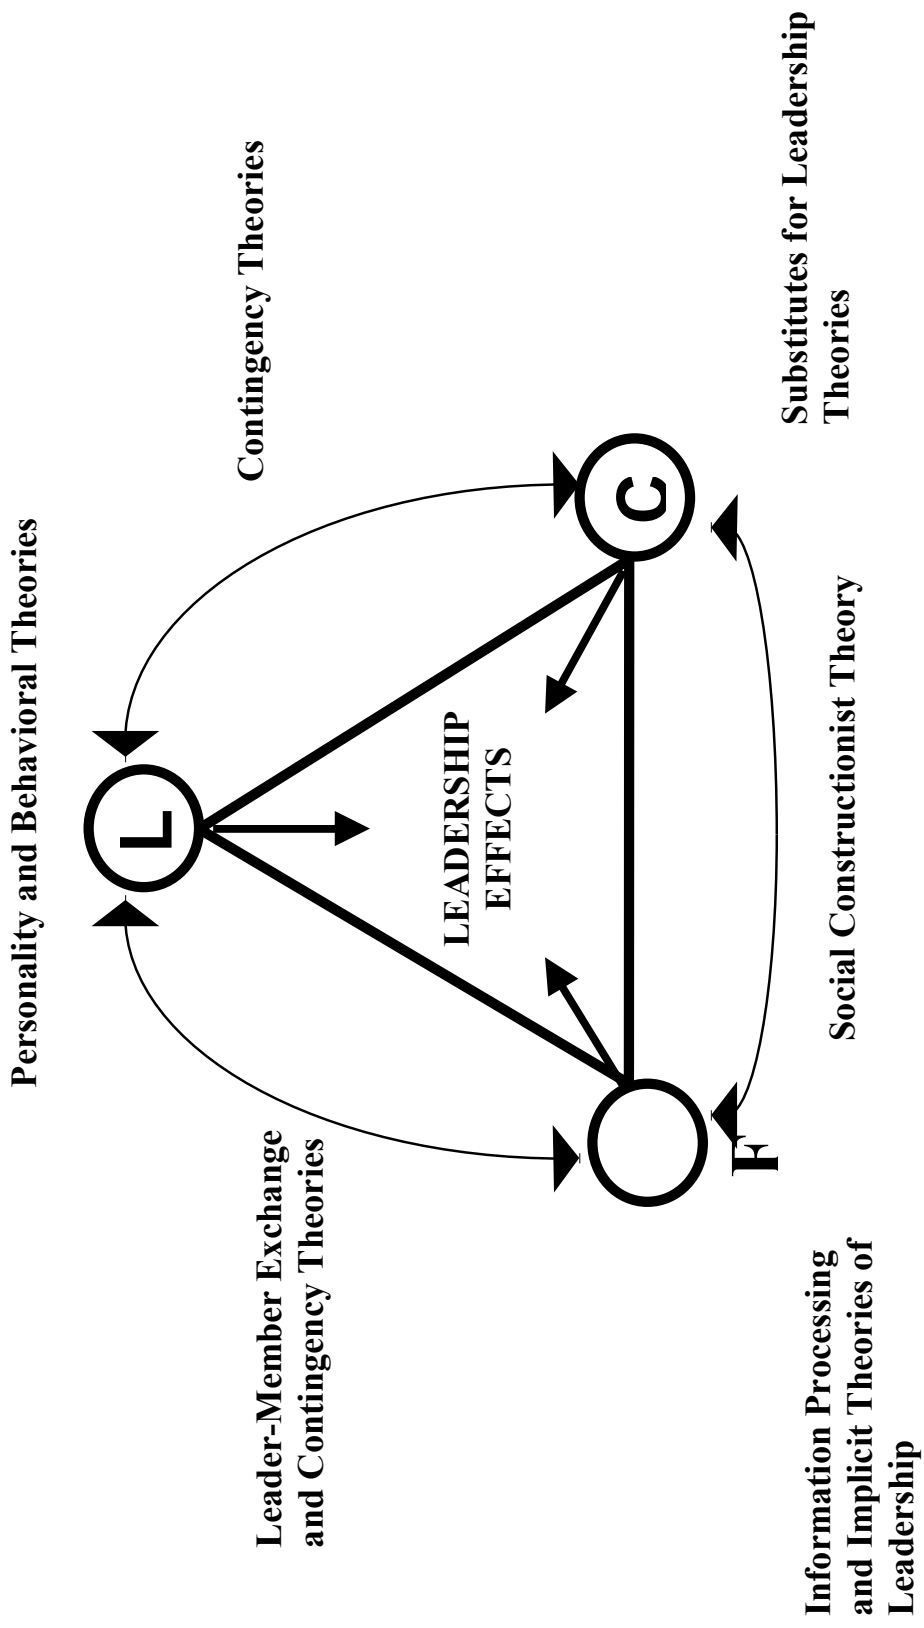 Personality and Behavioral Theories
L
Leader-Member Exchange
and Contingency Theories
Contingency Theories
LEADERSHIP
EFFECTS
F
C
Information Processing
and Implicit Theories of
Leadership
Social Constructionist Theory
Substitutes for Leadership
Theories